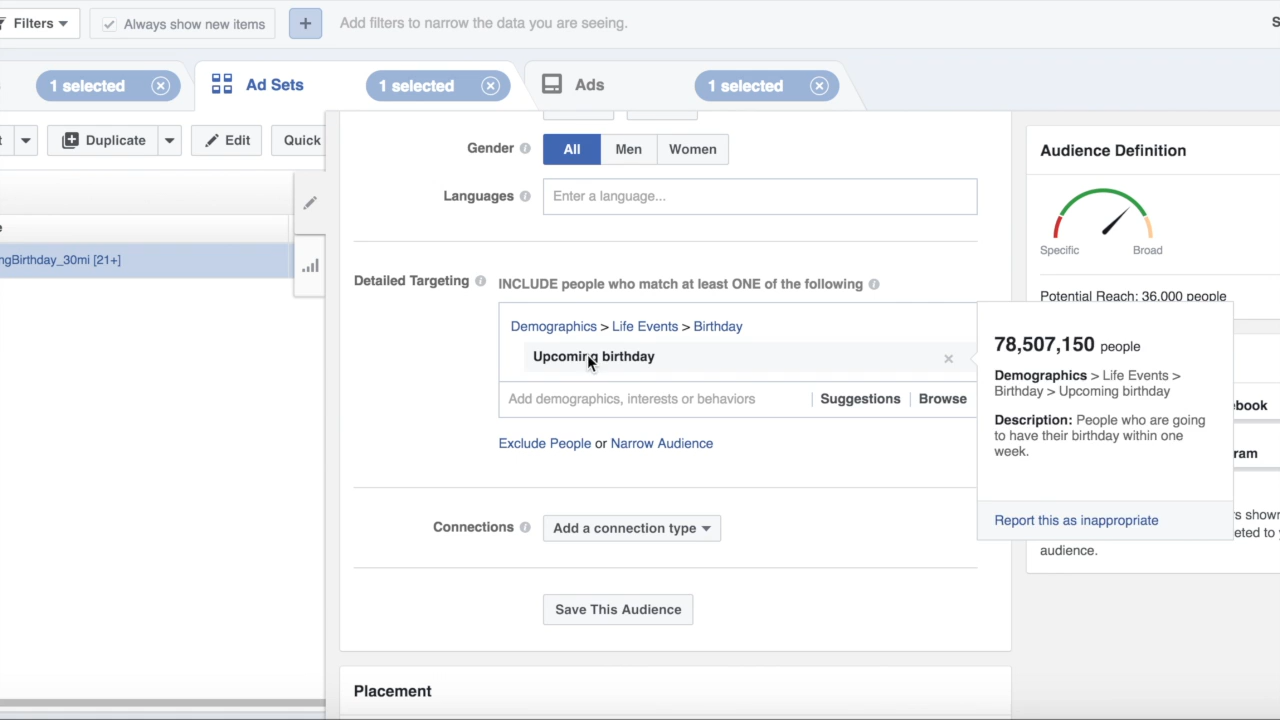 Filters
Always show new items
+
Add filters to narrow the data you are seeing.
1 selected
Ad Sets
1 selected
Ads
1 selected
Duplicate
Edit
Quick
Gender
All
Men
Women
Languages
Enter a language...
Detailed Targeting
INCLUDE people who match at least ONE of the following
Demographics > Life Events > Birthday
Upcoming birthday
Add demographics, interests or behaviors
Suggestions
Browse
Exclude People or Narrow Audience
Connections
Add a connection type
Save This Audience
Placement
ngBirthday_30mi [21+]
Audience Definition
Specific
Broad
Potential Reach: 36,000 people
78,507,150 people
Demographics > Life Events >
Birthday > Upcoming birthday
Description: People who are going
to have their birthday within one
week.
Report this as inappropriate
ebook
ram
s shown
eted to y
audience.